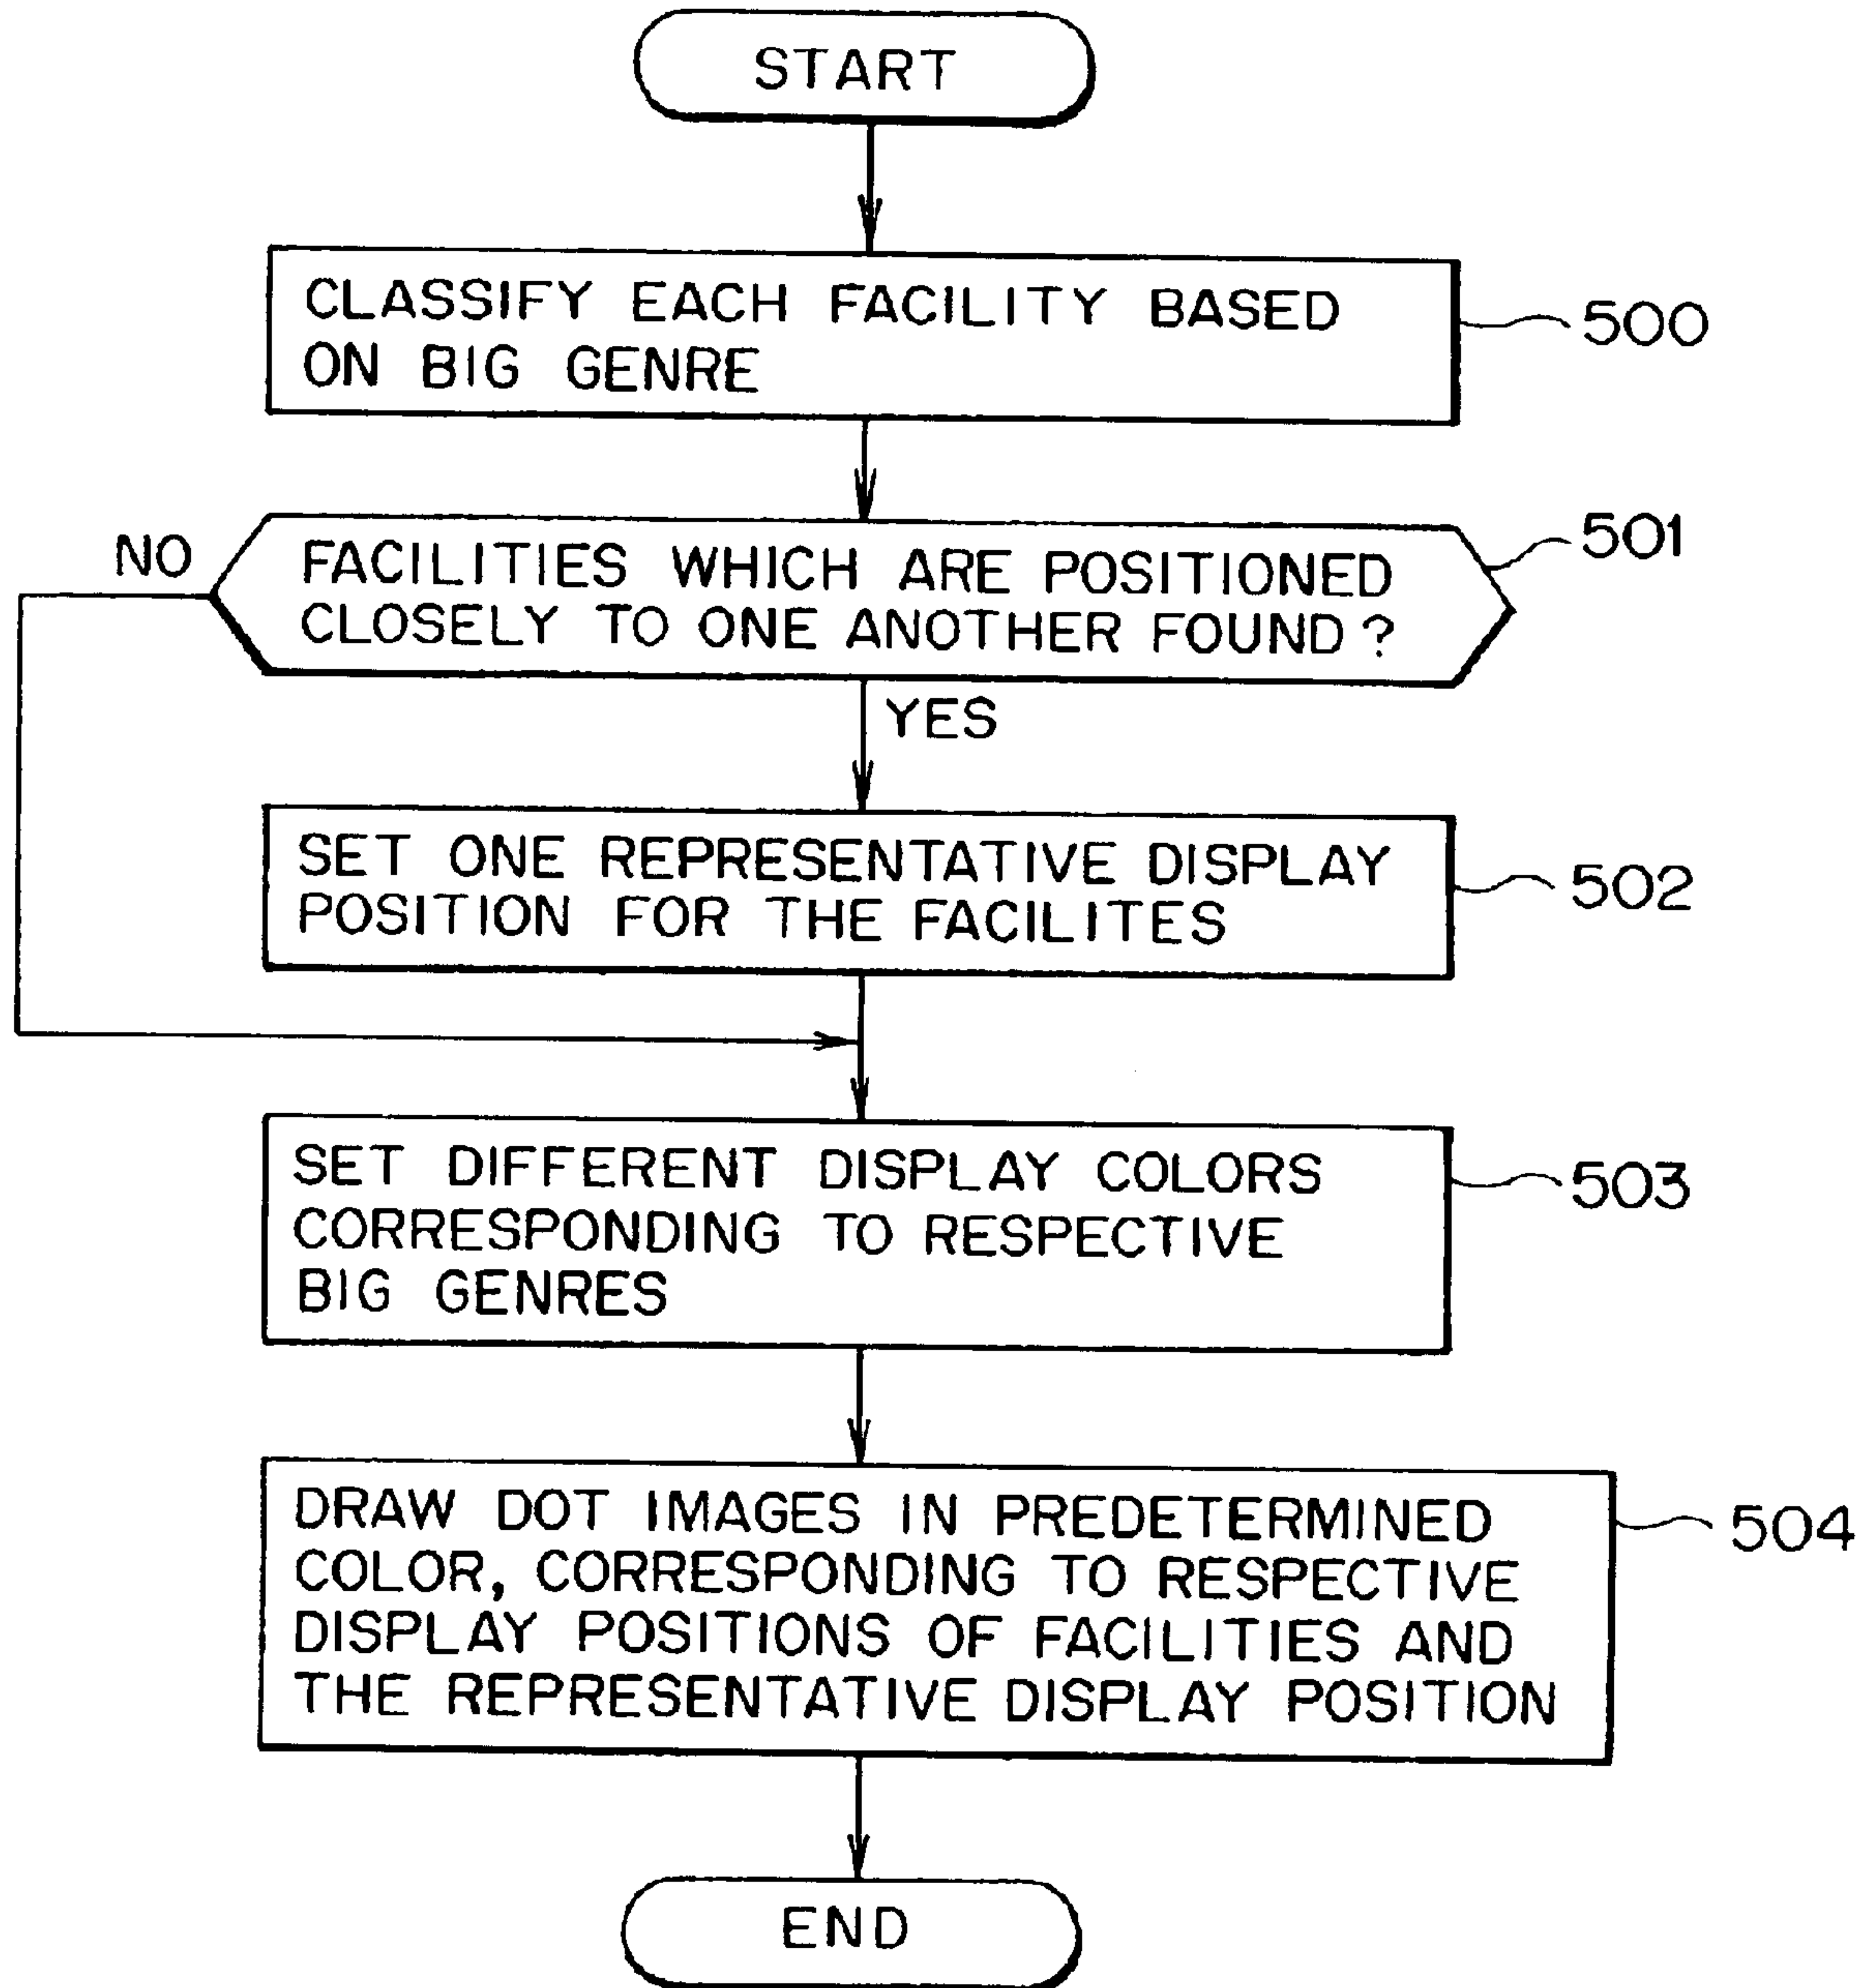 START
CLASSIFY EACH FACILITY BASED
ON BIG GENRE
500
NO
FACILITIES WHICH ARE POSITIONED
CLOSELY TO ONE ANOTHER FOUND?
501
YES
SET ONE REPRESENTATIVE DISPLAY
POSITION FOR THE FACILITES
502
SET DIFFERENT DISPLAY COLORS
CORRESPONDING TO RESPECTIVE
BIG GENRES
503
DRAW DOT IMAGES IN PREDETERMINED
COLOR, CORRESPONDING TO RESPECTIVE
DISPLAY POSITIONS OF FACILITIES AND
THE REPRESENTATIVE DISPLAY POSITION
504
END